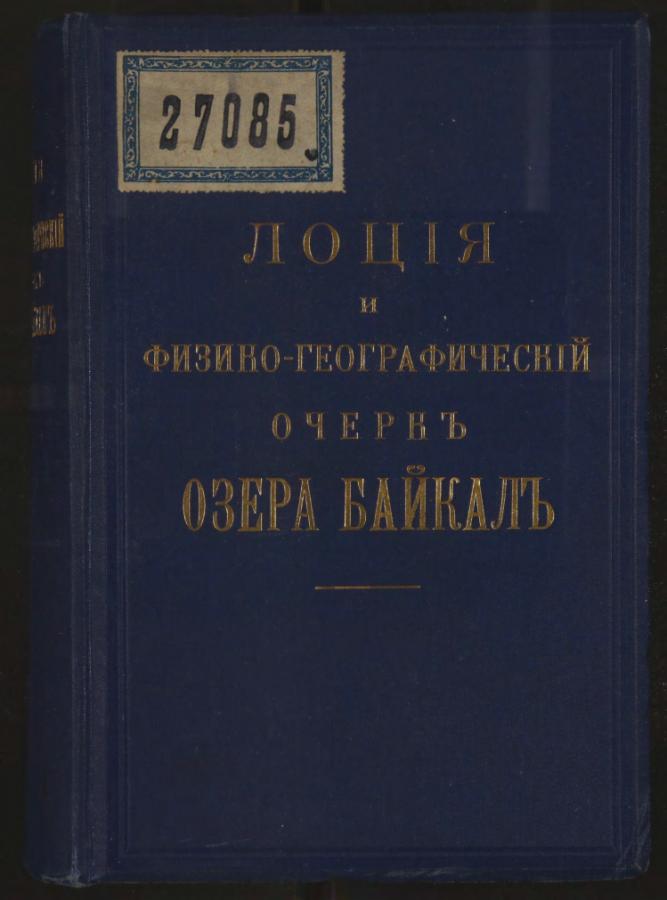 27085
ЛОЦІЯ
И
ФИЗИКО-ГЕОГРАФИЧЕСКІЙ
ОЧЕРКЪ
ОЗЕРА БАЙКАЛЪ